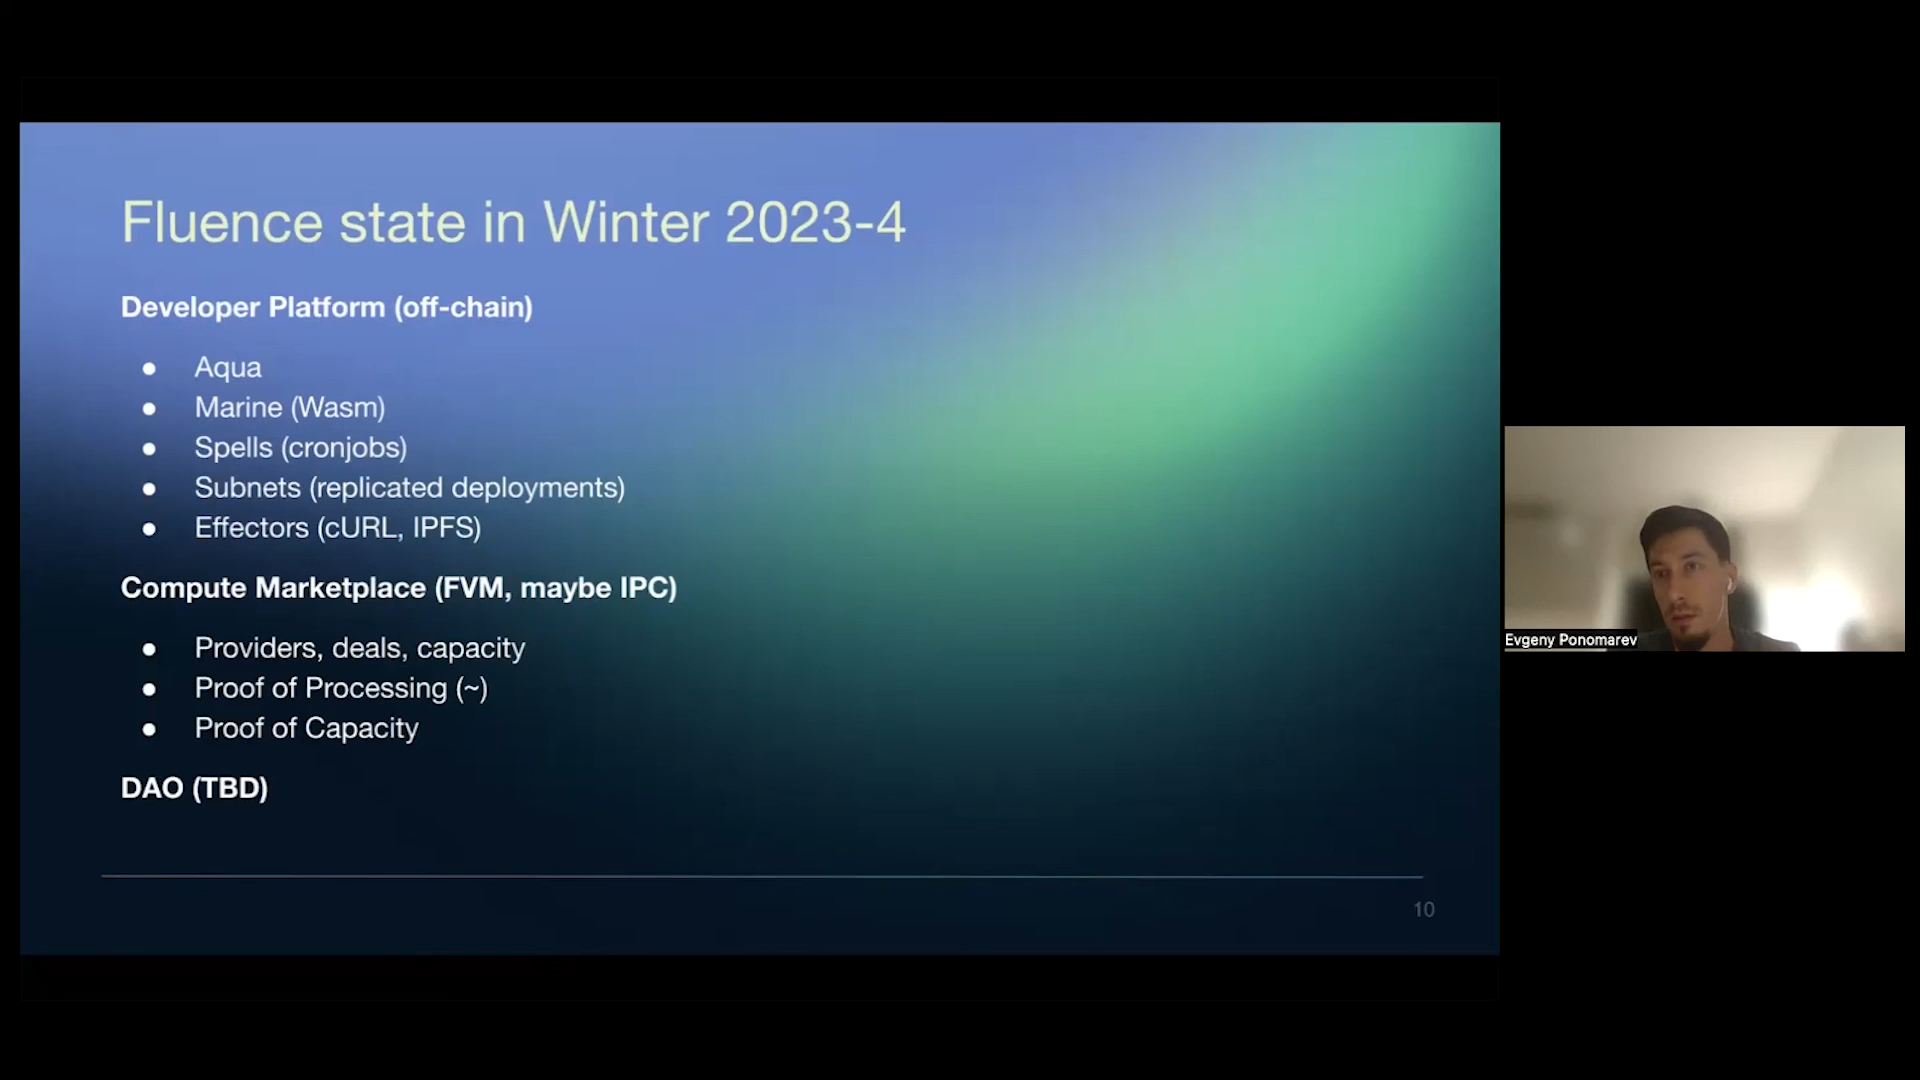 Fluence state in Winter 2023-4
Developer Platform (off-chain)
● Aqua
● Marine (Wasm)
● Spells (cronjobs)
● Subnets (replicated deployments)
● Effectors (cURL, IPFS)
Compute Marketplace (FVM, maybe IPC)
● Providers, deals, capacity
● Proof of Processing (~)
● Proof of Capacity
DAO (TBD)
10
Evgeny Ponomarev